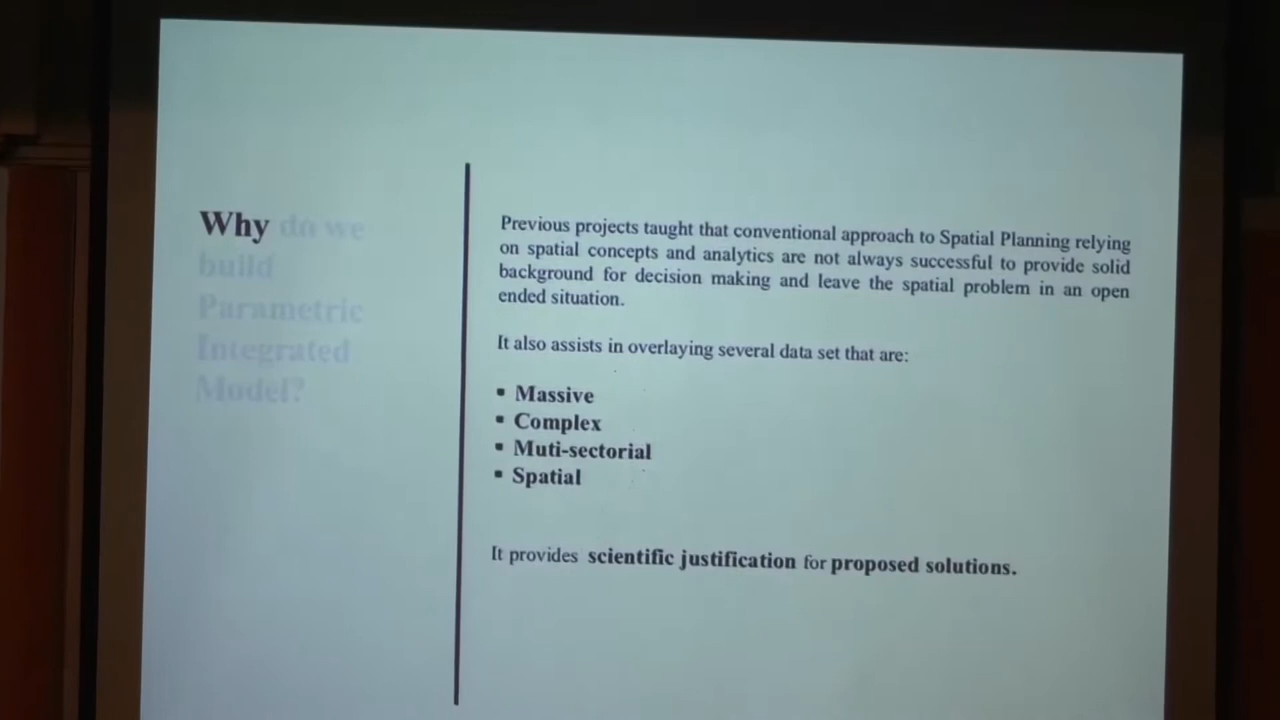 Why do we
build
Parametric
Integrated
Model?
Previous projects taught that conventional approach to Spatial Planning relying
on spatial concepts and analytics are not always successful to provide solid
background for decision making and leave the spatial problem in an open
ended situation.
It also assists in overlaying several data set that are:
▪ Massive
▪ Complex
▪ Muti-sectorial
▪ Spatial
It provides scientific justification for proposed solutions.